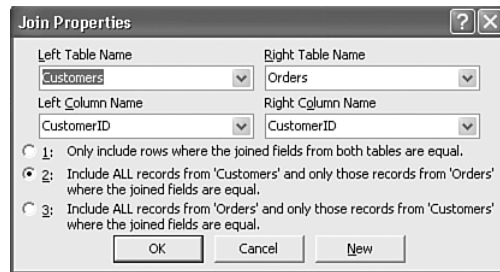 Join Properties
Left Table Name
Right Table Name
Customers
Orders
Left Column Name
Right Column Name
CustomerID
CustomerID
1: Only include rows where the joined fields from both tables are equal.
2: Include ALL records from 'Customers' and only those records from 'Orders'
where the joined fields are equal.
3: Include ALL records from 'Orders' and only those records from 'Customers'
where the joined fields are equal.
OK
Cancel
New